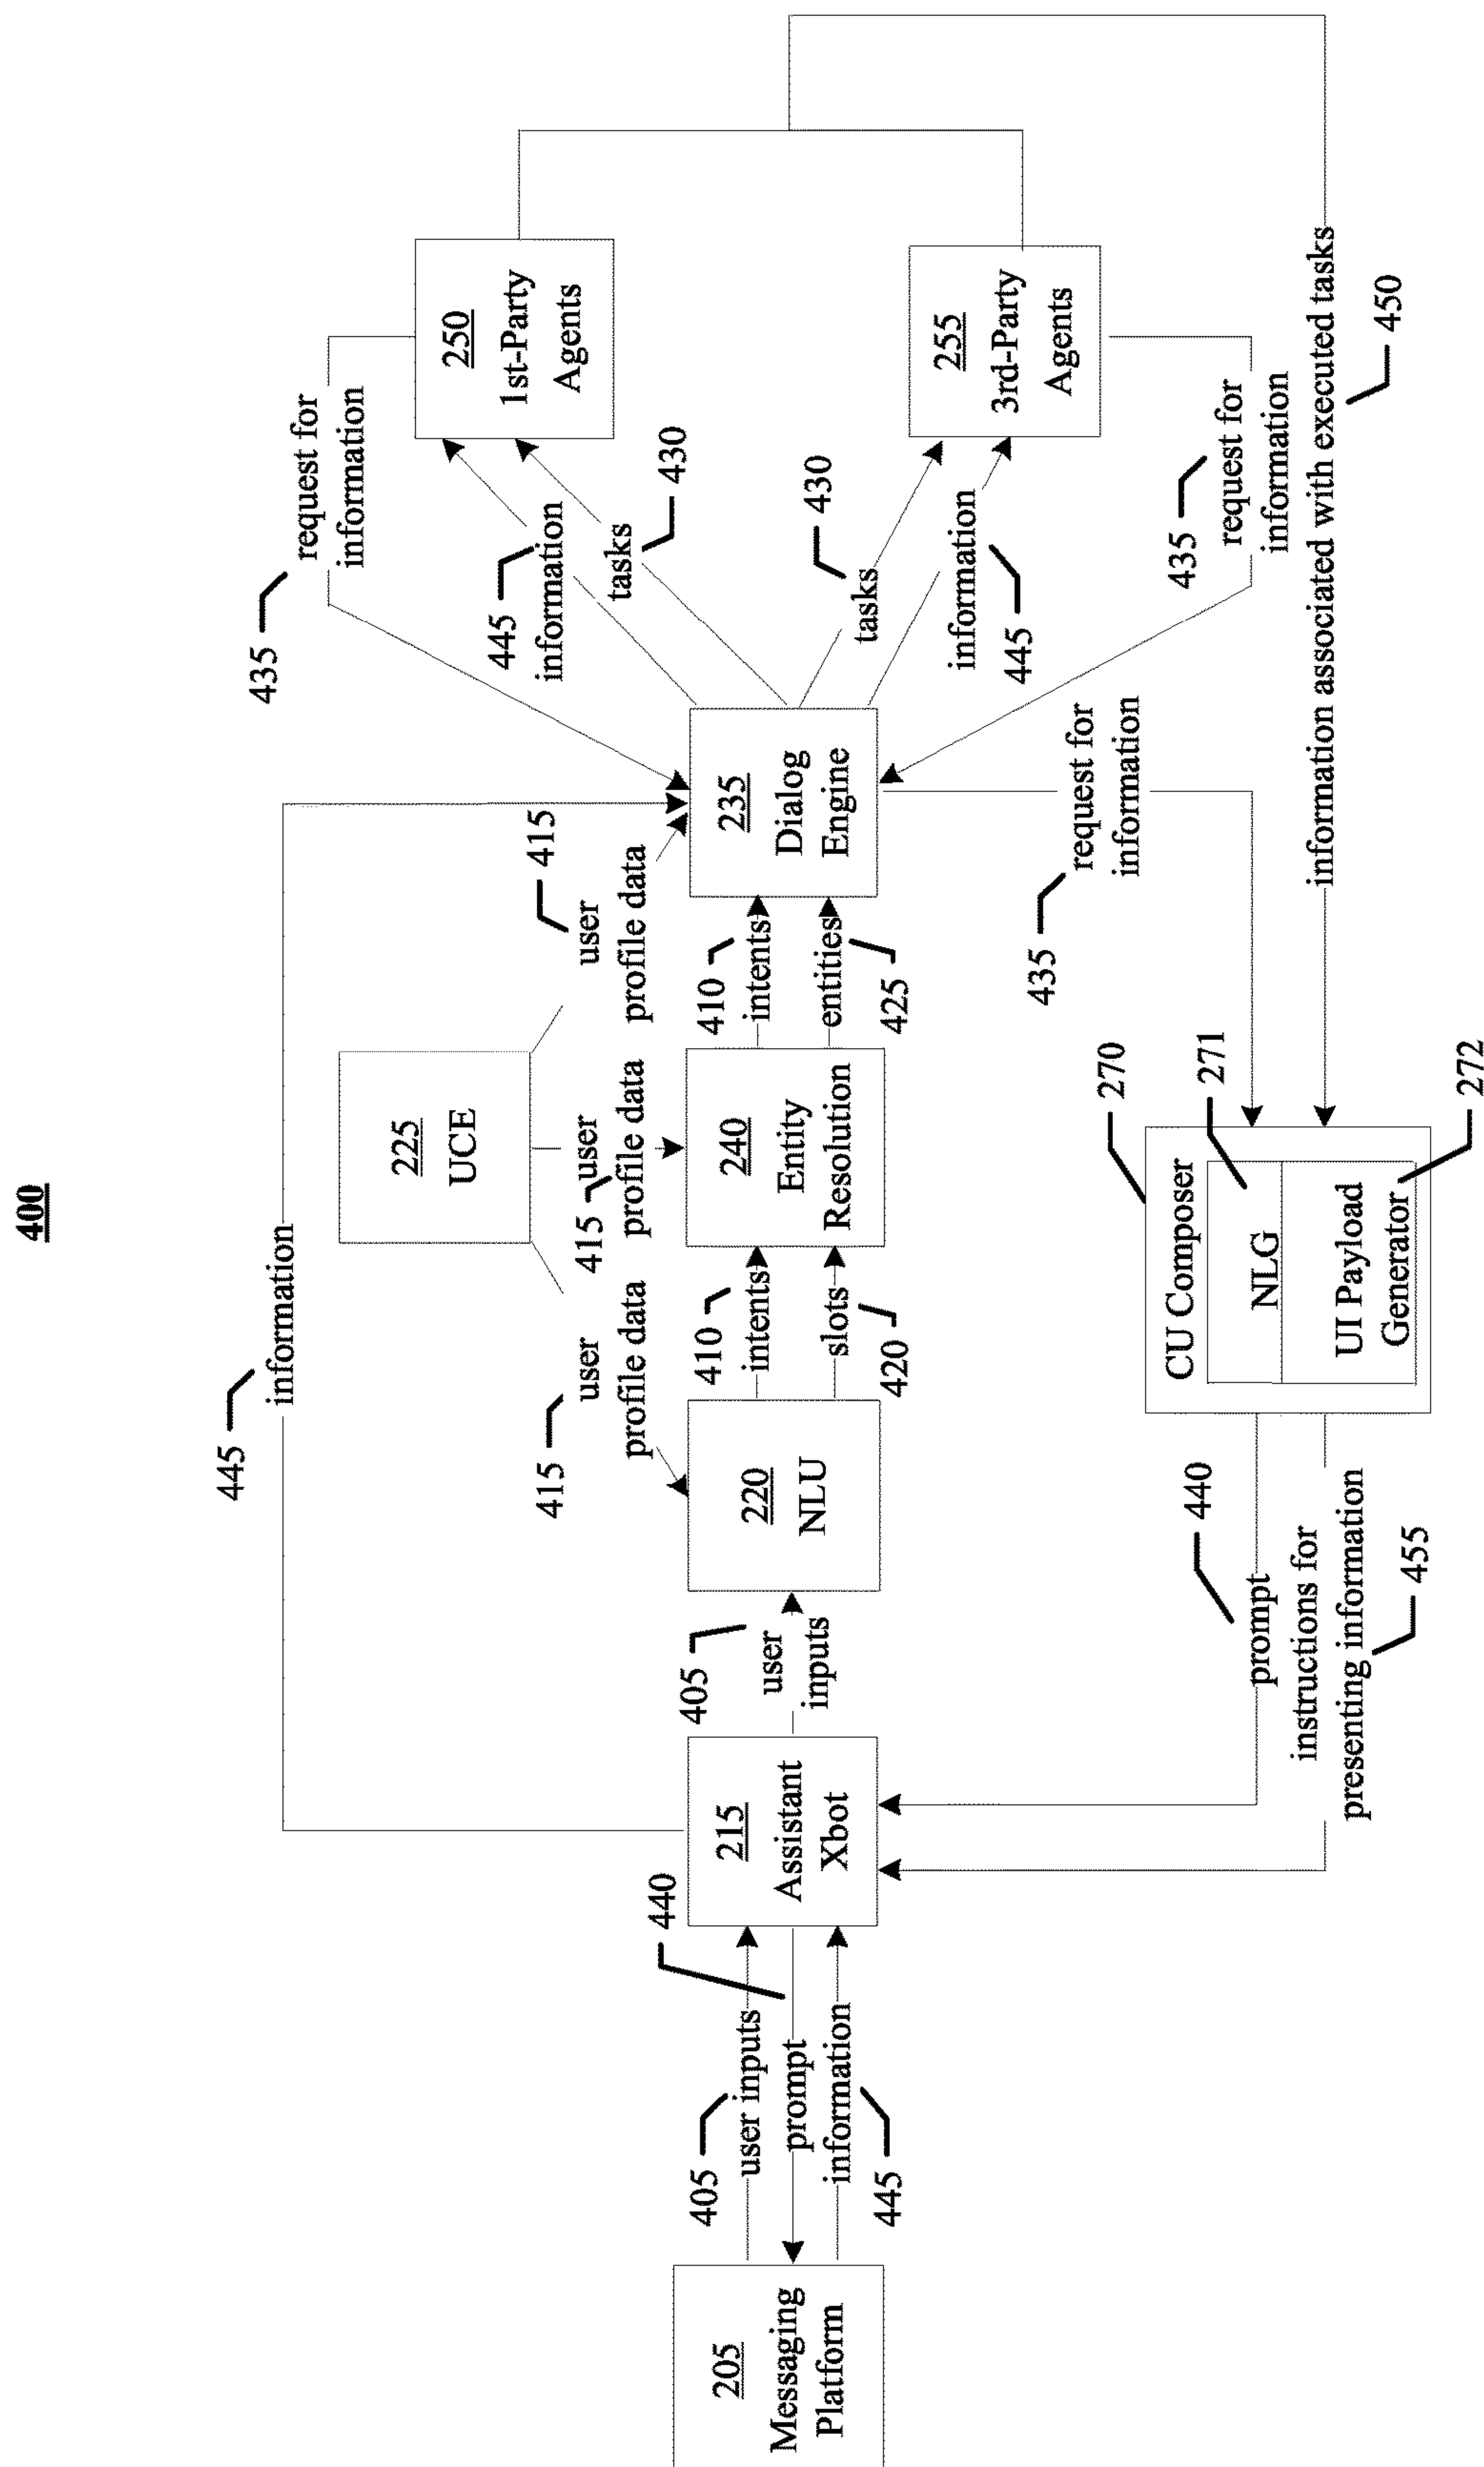 400
445
information
225
UCE
415
user
profile data
415
user
profile data
415
user
profile data
205
Messaging
Platform
405
user inputs
440
prompt
information
445
215
Assistant
Xbot
405
user
inputs
220
NLU
410
intents
slots
420
240
Entity
Resolution
410
intents
entities
425
235
Dialog
Engine
435
request for
information
445
information
tasks
430
250
1st-Party
Agents
430
tasks
information
445
255
3rd-Party
Agents
435
request for
information
435
request for
information
information associated with executed tasks
450
270
CU Composer
271
NLG
UI Payload
Generator
272
440
prompt
instructions for
presenting information
455